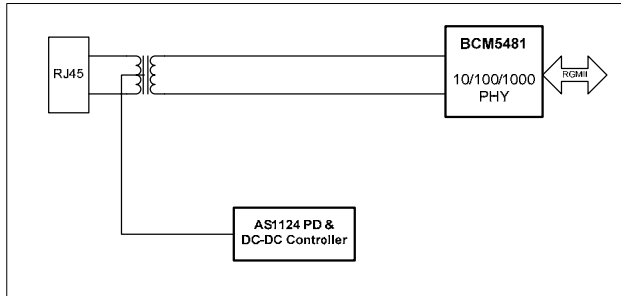 BCM5481
RJ45
10/100/1000
PHY
RGMII
AS1124 PD &
DC-DC Controller